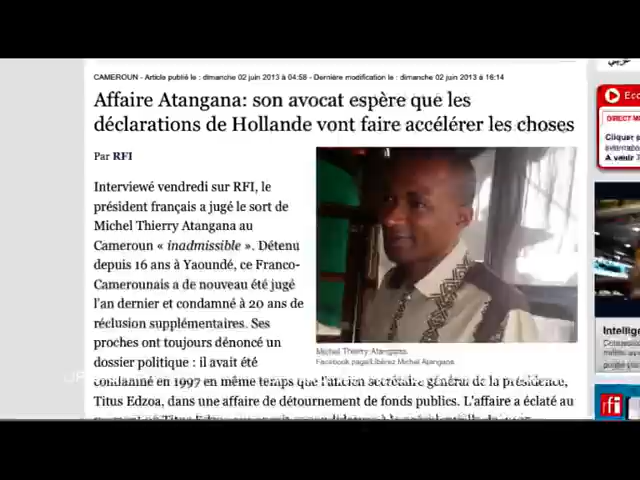 عربي
CAMEROUN - Article publié le : dimanche 02 juin 2013 à 04:58 - Dernière modification le : dimanche 02 juin 2013 à 16:14
Affaire Atangana: son avocat espère que les
déclarations de Hollande vont faire accélérer les choses
Par RFI
Interviewé vendredi sur RFI, le
président français a jugé le sort de
Michel Thierry Atangana au
Cameroun « inadmissible ». Détenu
depuis 16 ans à Yaoundé, ce Franco-
Camerounais a de nouveau été jugé
l'an dernier et condamné à 20 ans de
réclusion supplémentaires. Ses
proches ont toujours dénoncé un
dossier politique : il avait été
condamné en 1997 en même temps que l'ancien secrétaire général de la présidence,
Titus Edzoa, dans une affaire de détournement de fonds publics. L'affaire a éclaté au
Michel Thierry Atangana.
Facebook page/Libérez Michel Atangana
Eco
DIRECT-M
Cliquer s
A venir
Intellig
rfi